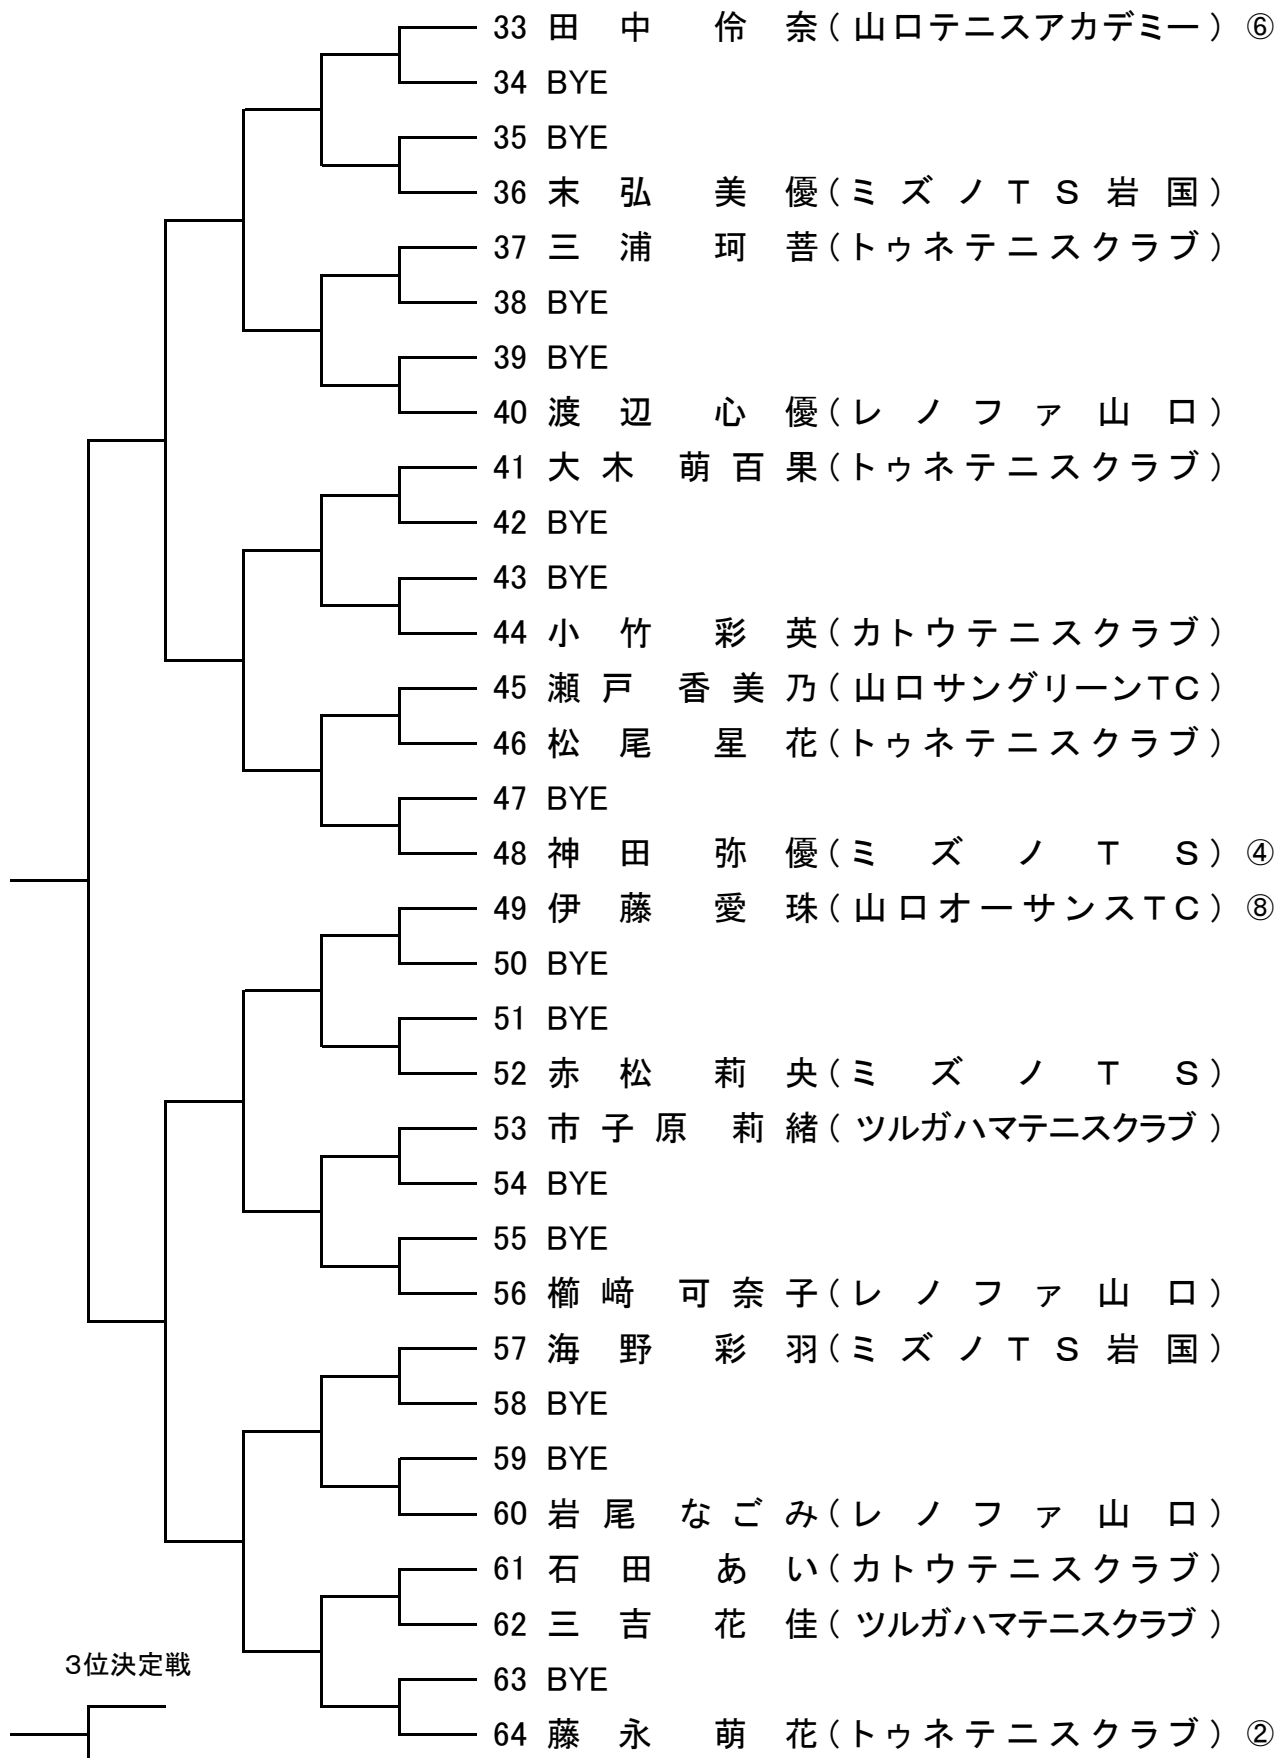 33 田中 伶奈(山口テニスアカデミー) ⑥
34 BYE
35 BYE
36 末弘 美優(ミズノTS岩国)
37 三浦 珂菩(トゥネテニスクラブ)
38 BYE
39 BYE
40 渡辺 心優(レノファ山口)
41 大木 萌百果(トゥネテニスクラブ)
42 BYE
43 BYE
44 小竹 彩英(カトウテニスクラブ)
45 瀬戸 香美乃(山口サングリーンTC)
46 松尾 星花(トゥネテニスクラブ)
47 BYE
48 神田 弥優(ミズノTS) ④
49 伊藤 愛珠(山口オーサンスTC) ⑧
50 BYE
51 BYE
52 赤松 莉央(ミズノTS)
53 市子原 莉緒(ツルガハマテニスクラブ)
54 BYE
55 BYE
56 櫛﨑 可奈子(レノファ山口)
57 海野 彩羽(ミズノTS岩国)
58 BYE
59 BYE
60 岩尾 なごみ(レノファ山口)
61 石田 あい(カトウテニスクラブ)
62 三吉 花佳(ツルガハマテニスクラブ)
3位決定戦
63 BYE
64 藤永 萌花(トゥネテニスクラブ) ②